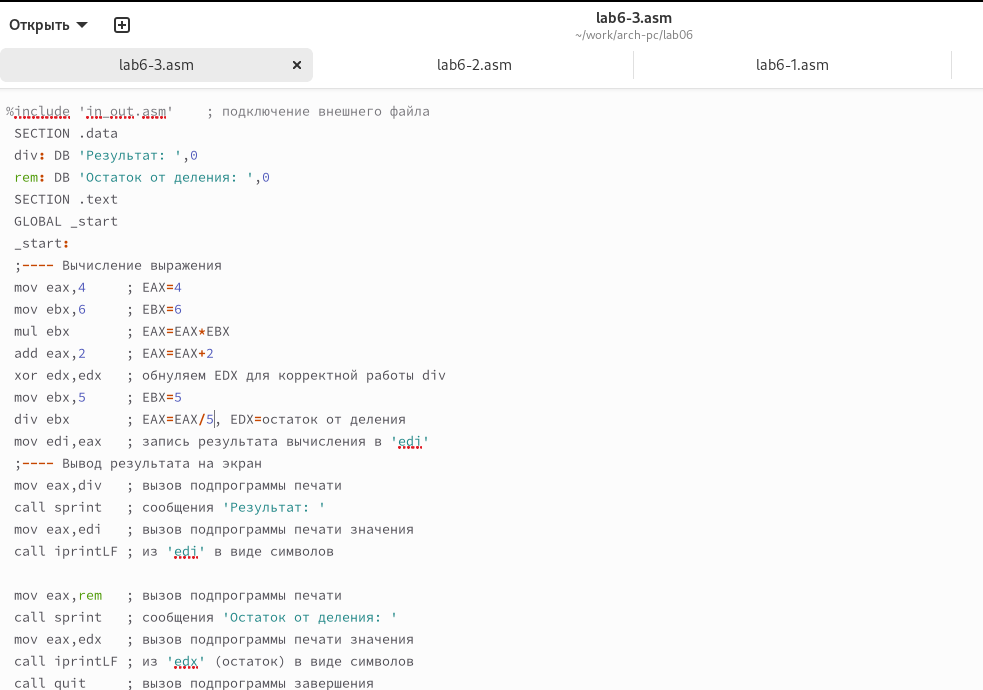 Открыть
lab6-3.asm
~/work/arch-pc/lab06
lab6-3.asm × lab6-2.asm lab6-1.asm
%include 'in_out.asm' ; подключение внешнего файла
SECTION .data
div: DB 'Результат: ',0
rem: DB 'Остаток от деления: ',0
SECTION .text
GLOBAL _start
_start:
;---- Вычисление выражения
mov eax,4 ; EAX=4
mov ebx,6 ; EBX=6
mul ebx ; EAX=EAX*EBX
add eax,2 ; EAX=EAX+2
xor edx,edx ; обнуляем EDX для корректной работы div
mov ebx,5 ; EBX=5
div ebx ; EAX=EAX/5, EDX=остаток от деления
mov edi,eax ; запись результата вычисления в 'edi'
;---- Вывод результата на экран
mov eax,div ; вызов подпрограммы печати
call sprint ; сообщения 'Результат: '
mov eax,edi ; вызов подпрограммы печати значения
call iprintLF ; из 'edi' в виде символов
mov eax,rem ; вызов подпрограммы печати
call sprint ; сообщения 'Остаток от деления: '
mov eax,edx ; вызов подпрограммы печати значения
call iprintLF ; из 'edx' (остаток) в виде символов
call quit ; вызов подпрограммы завершения